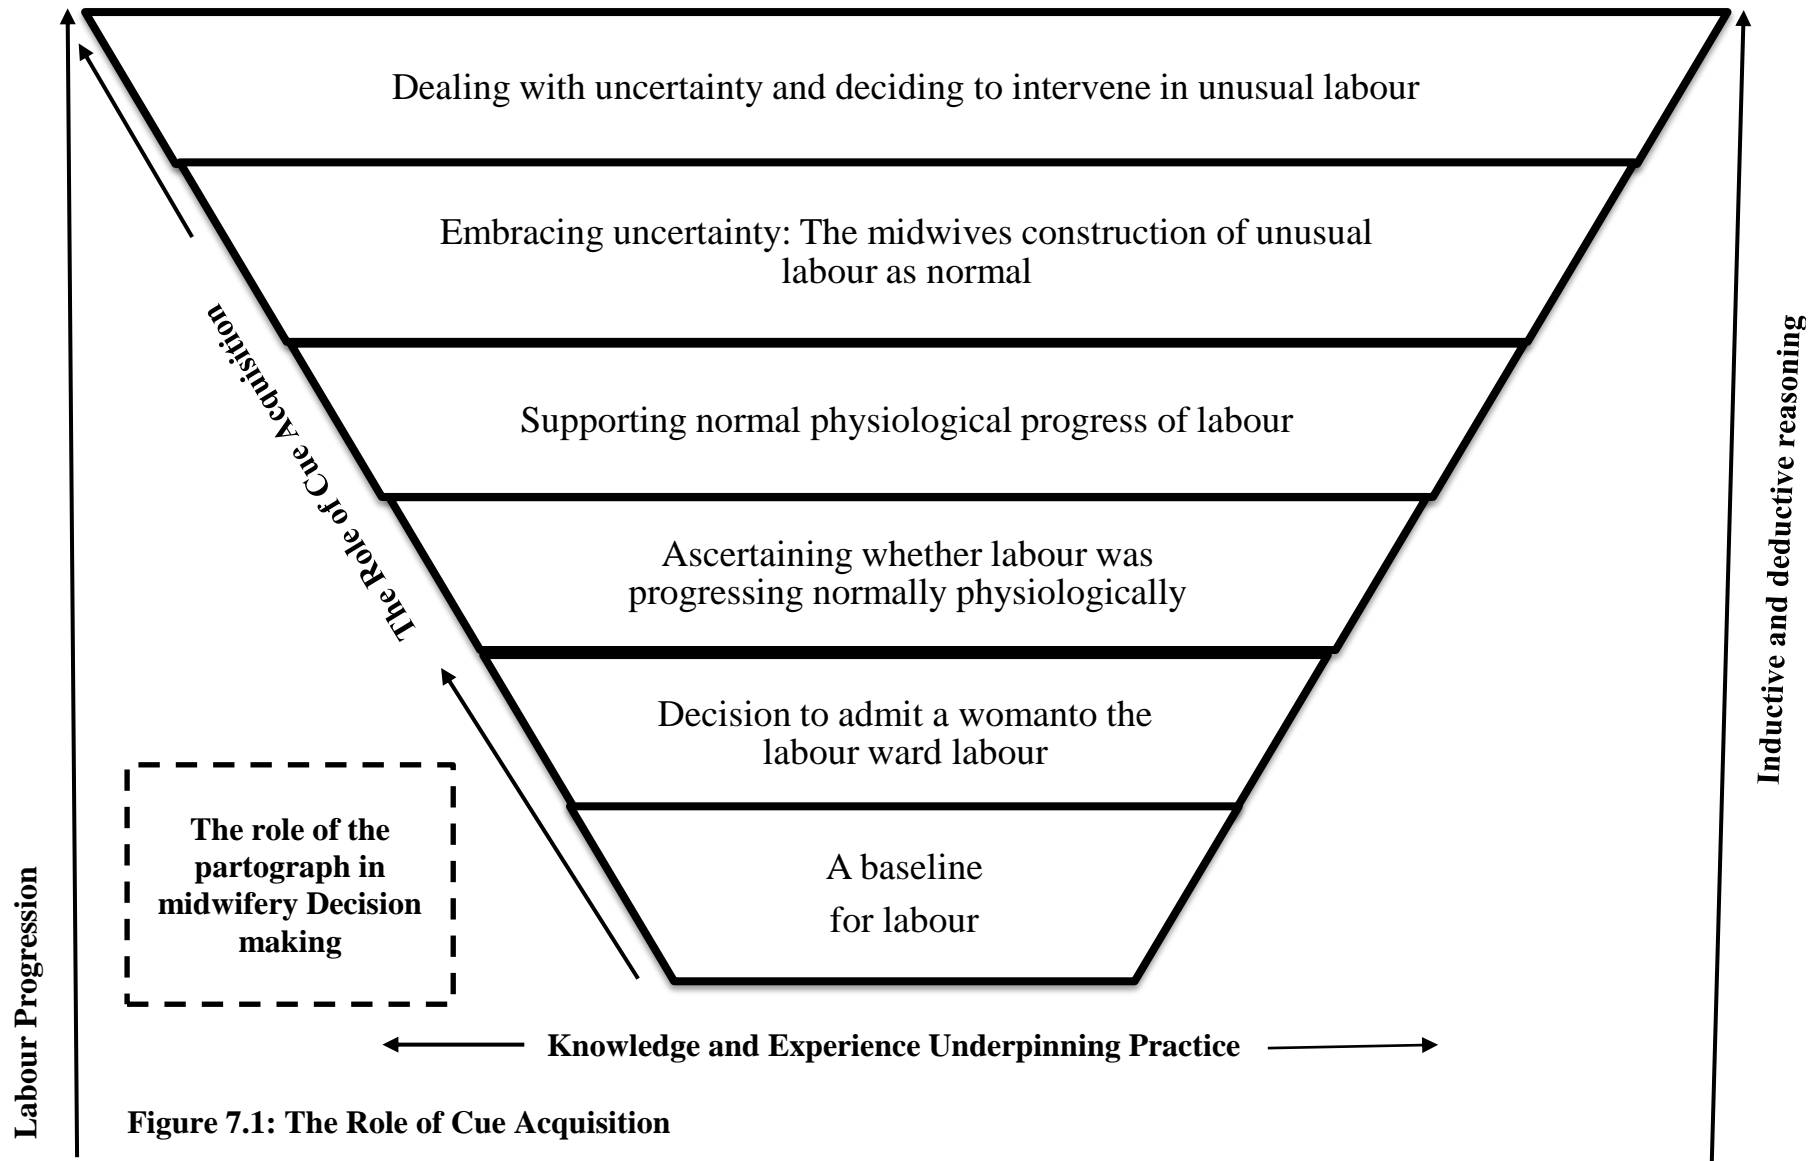 Dealing with uncertainty and deciding to intervene in unusual labour
Embracing uncertainty: The midwives construction of unusual
labour as normal
Supporting normal physiological progress of labour
Ascertaining whether labour was
progressing normally physiologically
Decision to admit a womanto the
labour ward labour
A baseline
for labour
The Role of Cue Acquisition
Inductive and deductive reasoning
The role of the
partograph in
midwifery Decision
making
Labour Progression
Knowledge and Experience Underpinning Practice
Figure 7.1: The Role of Cue Acquisition